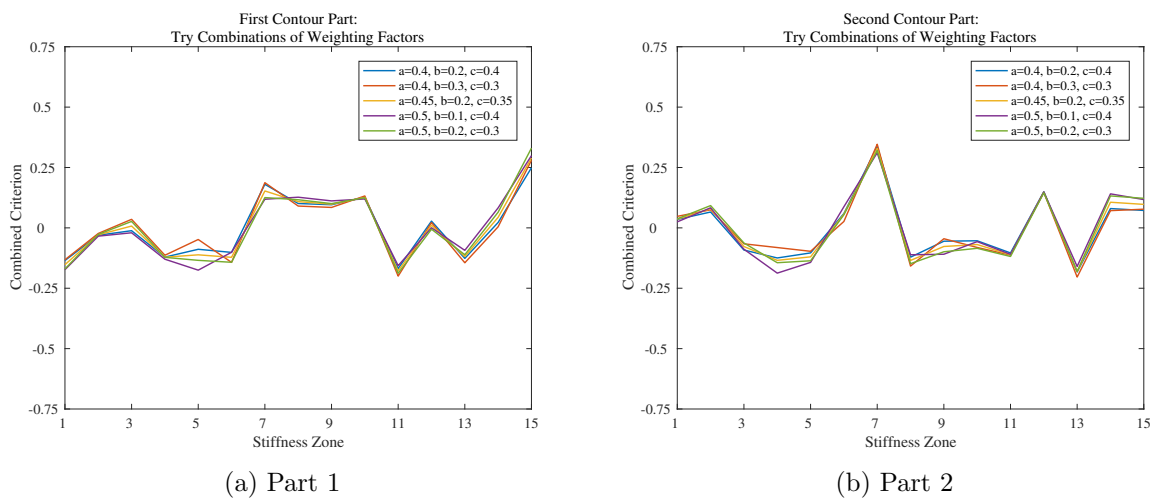 First Contour Part:
Try Combinations of Weighting Factors
0.75
0.5
0.25
0
-0.25
-0.5
-0.75
Combined Criterion
a=0.4, b=0.2, c=0.4
a=0.4, b=0.3, c=0.3
a=0.45, b=0.2, c=0.35
a=0.5, b=0.1, c=0.4
a=0.5, b=0.2, c=0.3
1 3 5 7 9 11 13 15
Stiffness Zone
(a) Part 1
Second Contour Part:
Try Combinations of Weighting Factors
0.75
0.5
0.25
0
-0.25
-0.5
-0.75
Combined Criterion
a=0.4, b=0.2, c=0.4
a=0.4, b=0.3, c=0.3
a=0.45, b=0.2, c=0.35
a=0.5, b=0.1, c=0.4
a=0.5, b=0.2, c=0.3
1 3 5 7 9 11 13 15
Stiffness Zone
(b) Part 2